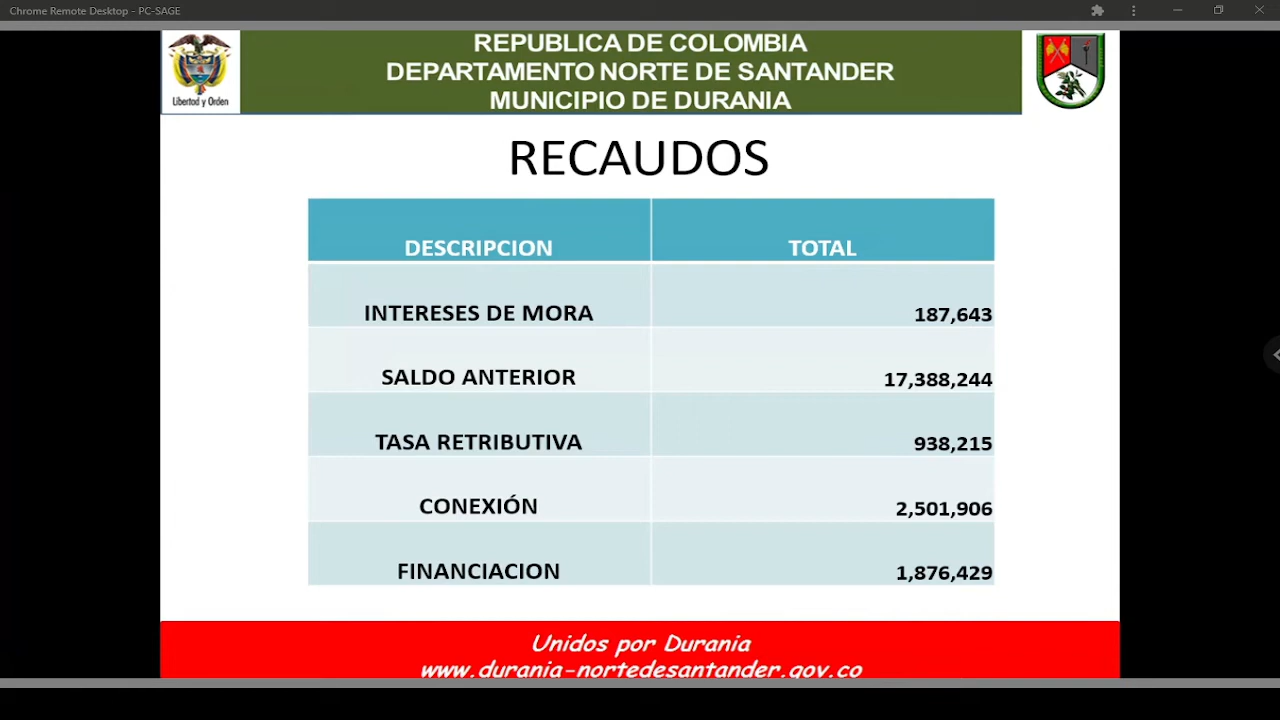 Chrome Remote Desktop - PC-SAGE
REPUBLICA DE COLOMBIA
DEPARTAMENTO NORTE DE SANTANDER
MUNICIPIO DE DURANIA
Libertad y Orden
RECAUDOS
DESCRIPCION TOTAL
INTERESES DE MORA 187,643
SALDO ANTERIOR 17,388,244
TASA RETRIBUTIVA 938,215
CONEXIÓN 2,501,906
FINANCIACION 1,876,429
Unidos por Durania
www.durania-nortedesantander.gov.co